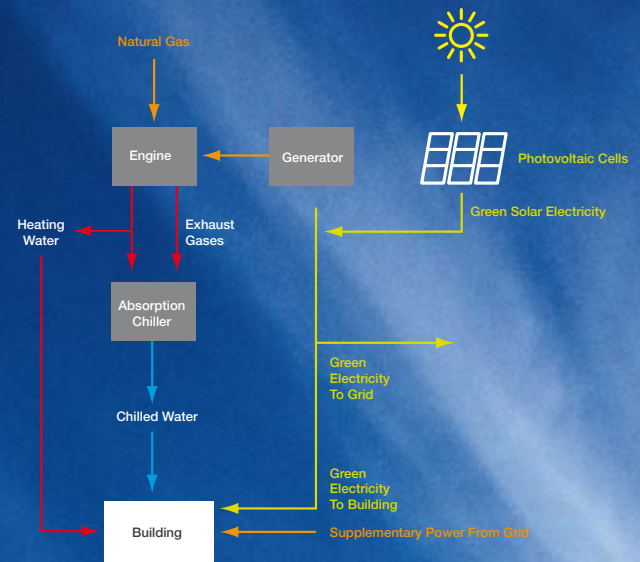 Natural Gas
Engine
Generator
Photovoltaic Cells
Green Solar Electricity
Heating
Water
Exhaust
Gases
Absorption
Chiller
Green
Electricity
To Grid
Chilled Water
Green
Electricity
To Building
Building
Supplementary Power From Grid